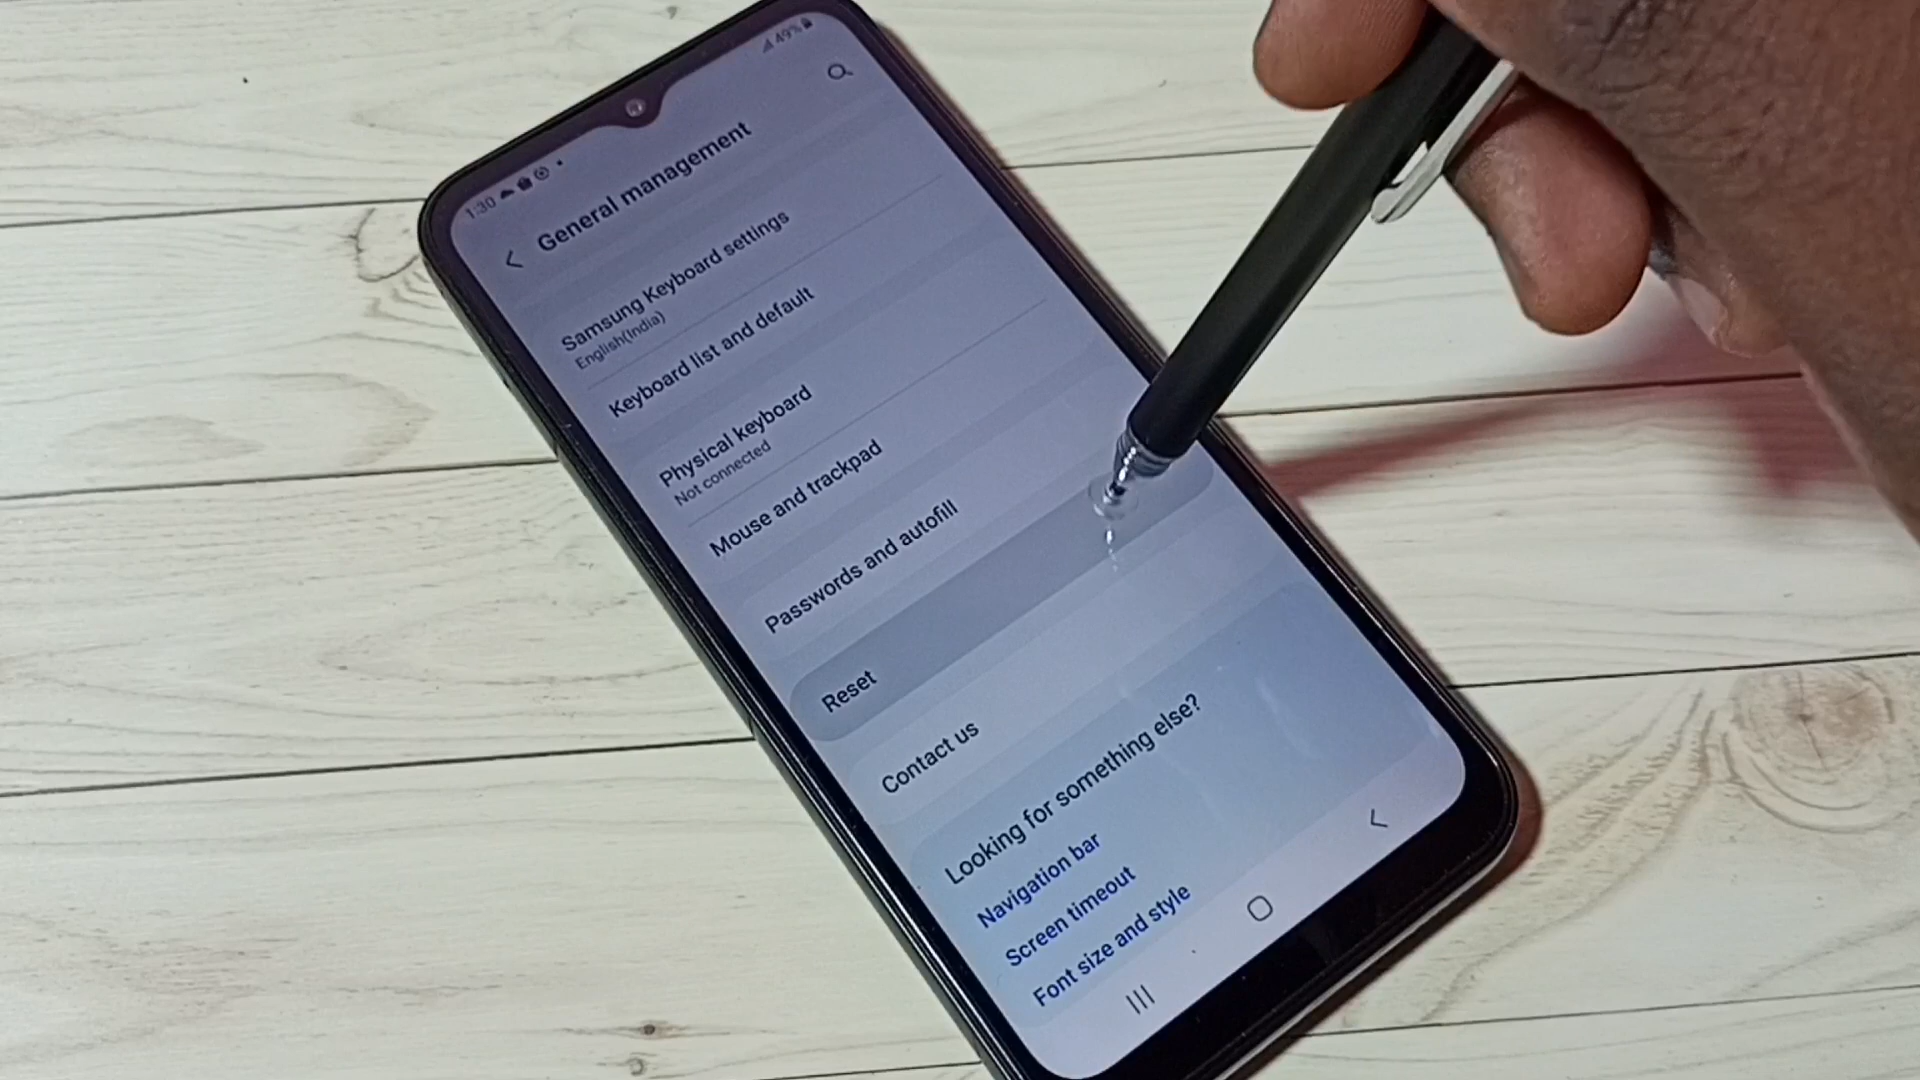 1:30
49%
General management
Samsung Keyboard settings
English(India)
Keyboard list and default
Physical keyboard
Not connected
Mouse and trackpad
Passwords and autofill
Reset
Contact us
Looking for something else?
Navigation bar
Screen timeout
Font size and style